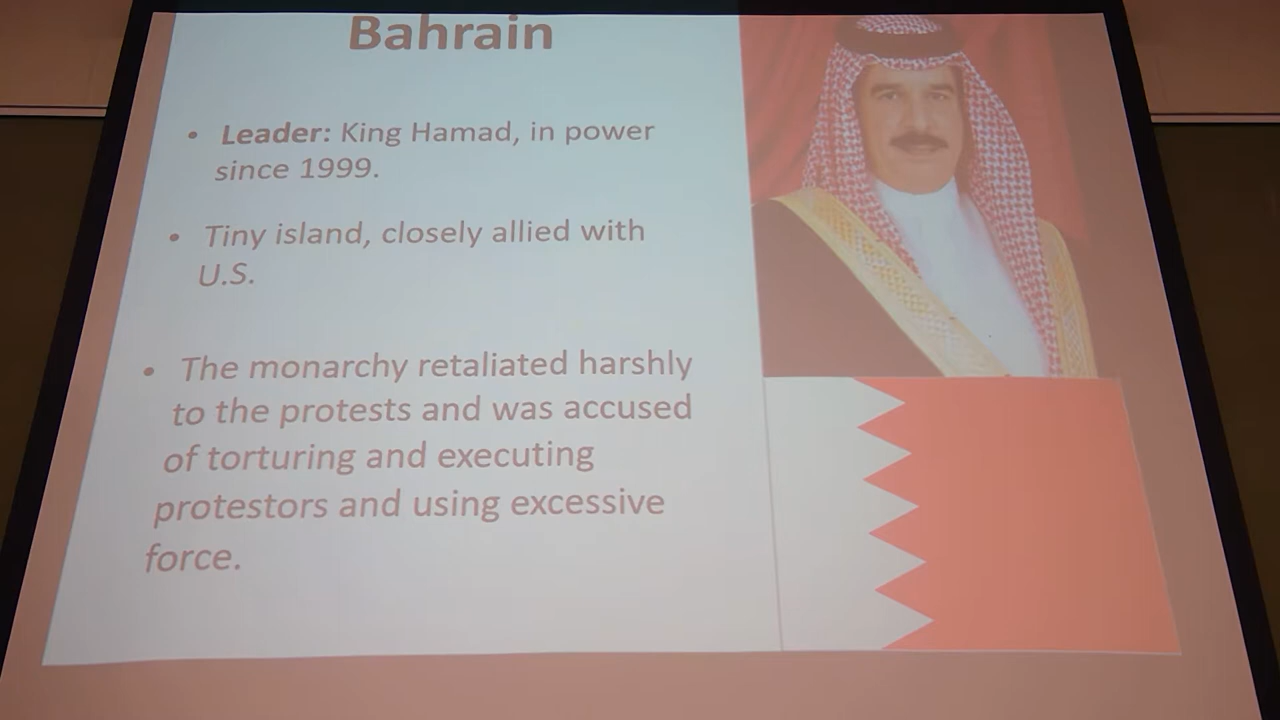 Bahrain
• Leader: King Hamad, in power
since 1999.
• Tiny island, closely allied with
U.S.
• The monarchy retaliated harshly
to the protests and was accused
of torturing and executing
protestors and using excessive
force.